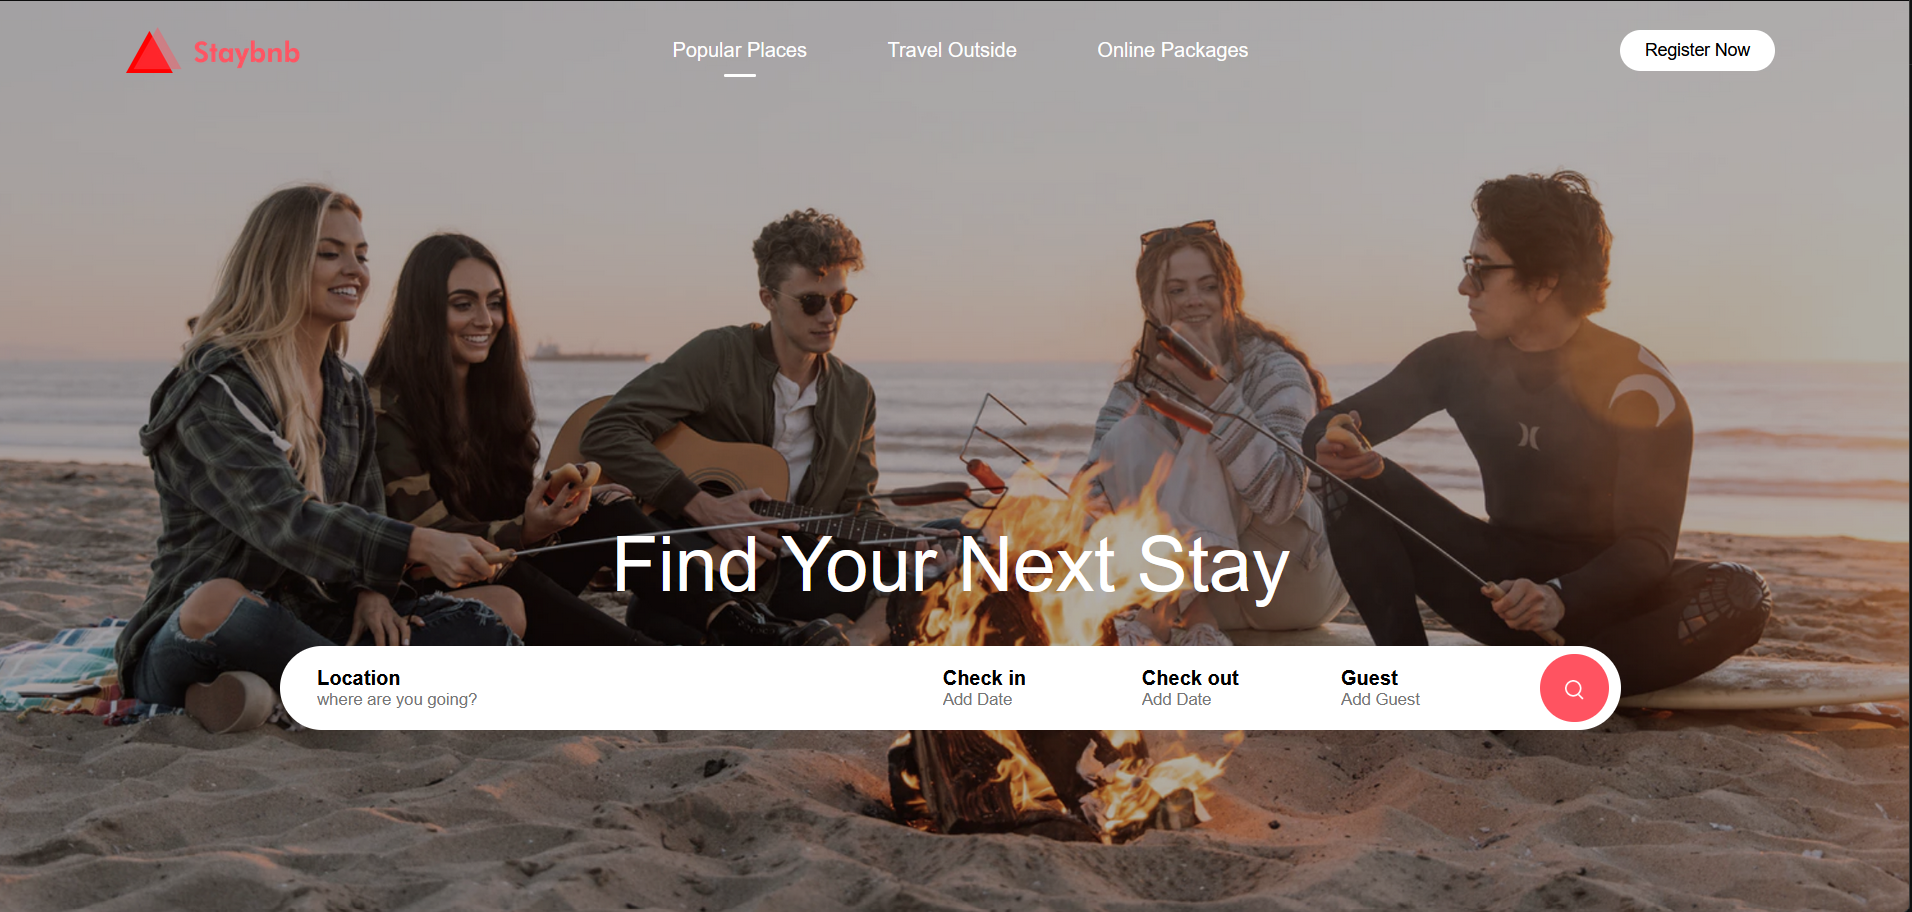 Staybnb
Popular Places
Travel Outside
Online Packages
Register Now
Find Your Next Stay
Location
where are you going?
Check in
Add Date
Check out
Add Date
Guest
Add Guest